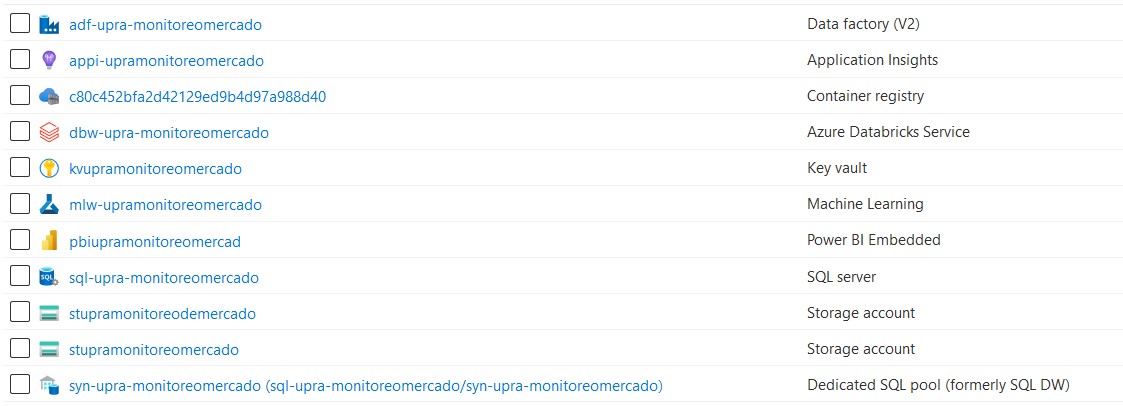 adf-upra-monitoreomercado Data factory (V2)
appi-upramonitoreomercado Application Insights
c80c452bfa2d42129ed9b4d97a988d40 Container registry
dbw-upra-monitoreomercado Azure Databricks Service
kvupramonitoreomercado Key vault
mlw-upramonitoreomercado Machine Learning
pbiupramonitoreomercad Power BI Embedded
SQL sql-upra-monitoreomercado SQL server
stupramonitoreodemercado Storage account
stupramonitoreomercado Storage account
syn-upra-monitoreomercado (sql-upra-monitoreomercado/syn-upra-monitoreomercado) Dedicated SQL pool (formerly SQL DW)